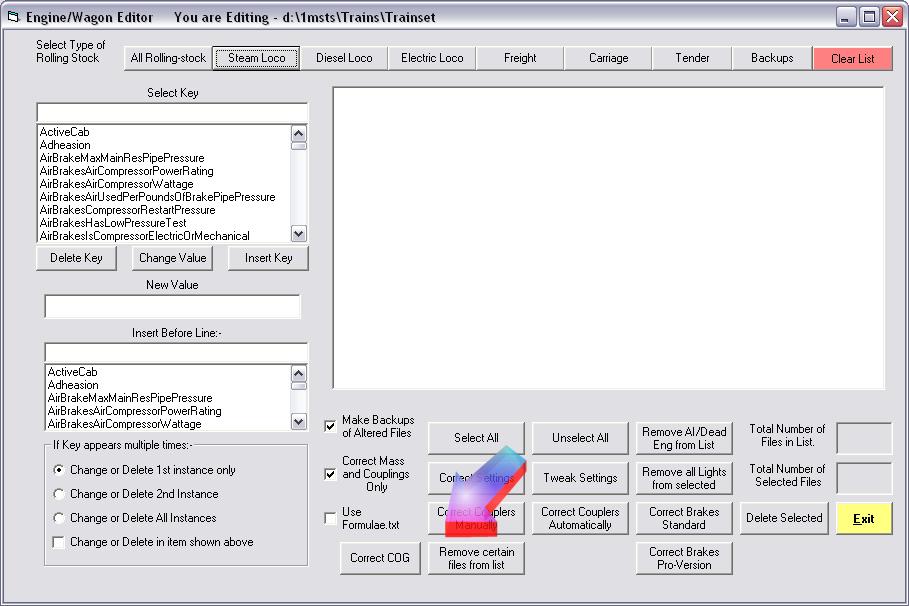 Engine/Wagon Editor You are Editing - d:\1msts\Trains\Trainset
Select Type of
Rolling Stock
All Rolling-stock
Steam Loco
Diesel Loco
Electric Loco
Freight
Carriage
Tender
Backups
Clear List
Select Key
ActiveCab
Adheasion
AirBrakeMaxMainResPipePressure
AirBrakesAirCompressorPowerRating
AirBrakesAirCompressorWattage
AirBrakesAirUsedPerPoundsOfBrakePipePressure
AirBrakesCompressorRestartPressure
AirBrakesHasLowPressureTest
AirBrakesIsCompressorElectricOrMechanical
Delete Key
Change Value
Insert Key
New Value
Insert Before Line:-
ActiveCab
Adheasion
AirBrakeMaxMainResPipePressure
AirBrakesAirCompressorPowerRating
AirBrakesAirCompressorWattage
If Key appears multiple times:-
Change or Delete 1st instance only
Change or Delete 2nd Instance
Change or Delete All Instances
Change or Delete in item shown above
Make Backups
of Altered Files
Correct Mass
and Couplings
Only
Use
Formulae.txt
Correct COG
Select All
Correct Settings
Correct Couplers
Manually
Remove certain
files from list
Unselect All
Tweak Settings
Correct Couplers
Automatically
Remove AI/Dead
Eng from List
Remove all Lights
from selected
Correct Brakes
Standard
Correct Brakes
Pro-Version
Total Number of
Files in List.
Total Number of
Selected Files
Delete Selected
Exit